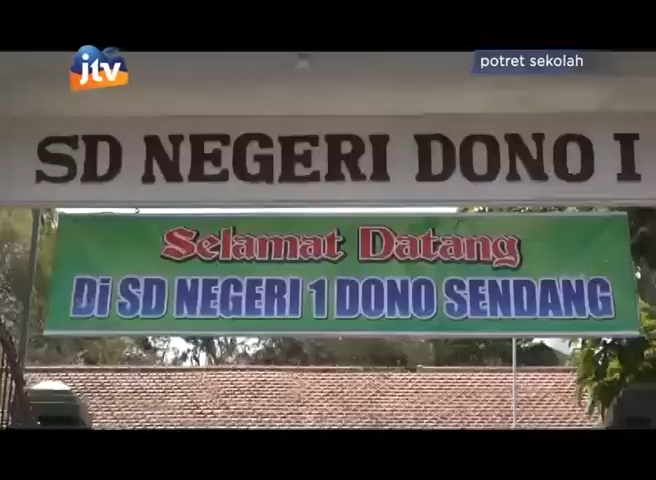 jtv
potret sekolah
SD NEGERI DONO I
Selamat Datang
Di SD NEGERI 1 DONO SENDANG